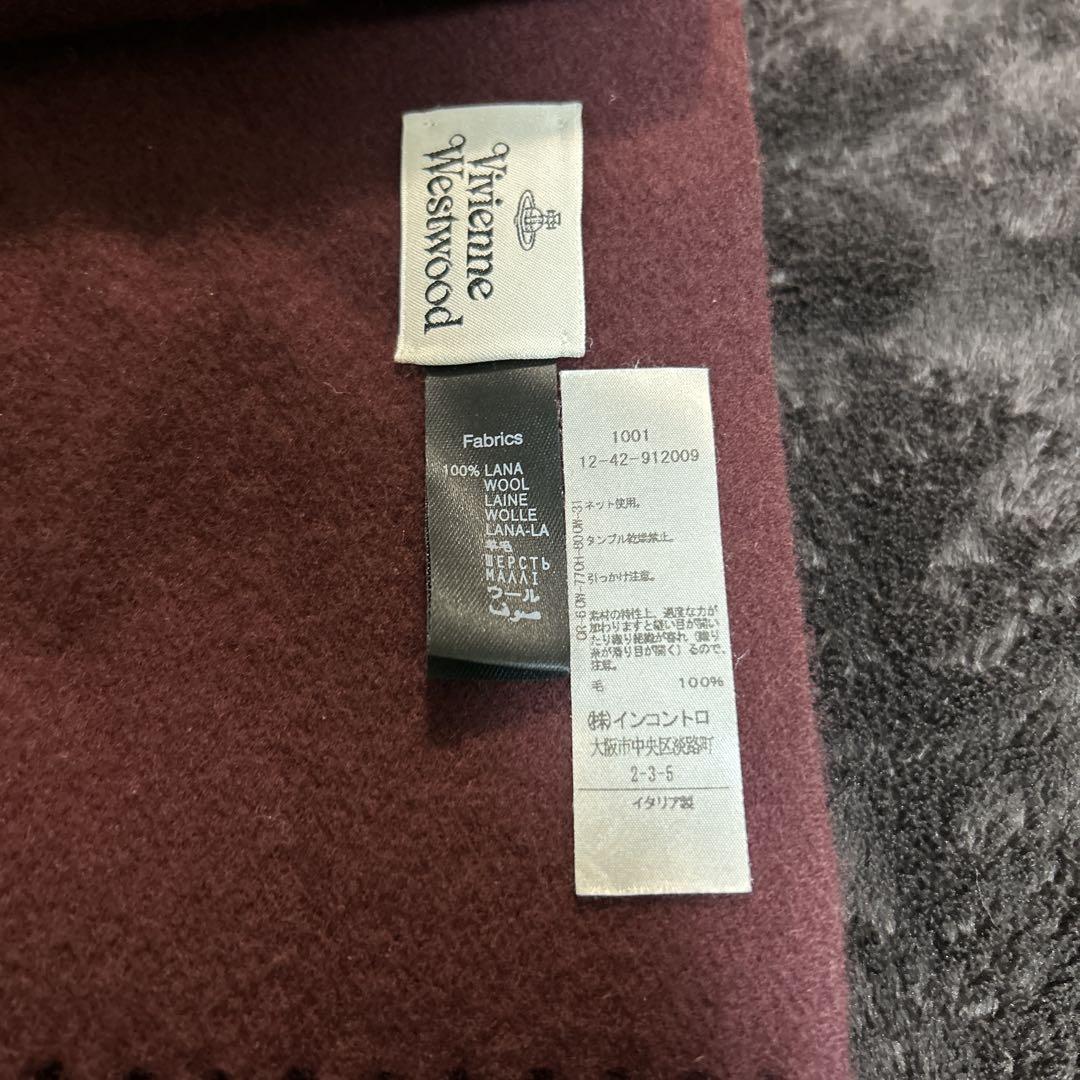 Vivienne
Westwood
Fabrics
100% LANA
WOOL
LAINE
WOLLE
LANA-LA
羊毛
ШЕРСТЬ
ΜΑΛΛΙ
ウール
صوف
1001
12-42-912009
ネット使用。
タンブル乾燥禁止。
引っかけ注意。
素材の特性上、過度な力が
加わりますと縫い目が開い
たり織り組織が崩れ（織り
糸が滑り目が開く）るので、
注意。
毛 100%
(株)インコントロ
大阪市中央区淡路町
2-3-5
イタリア製